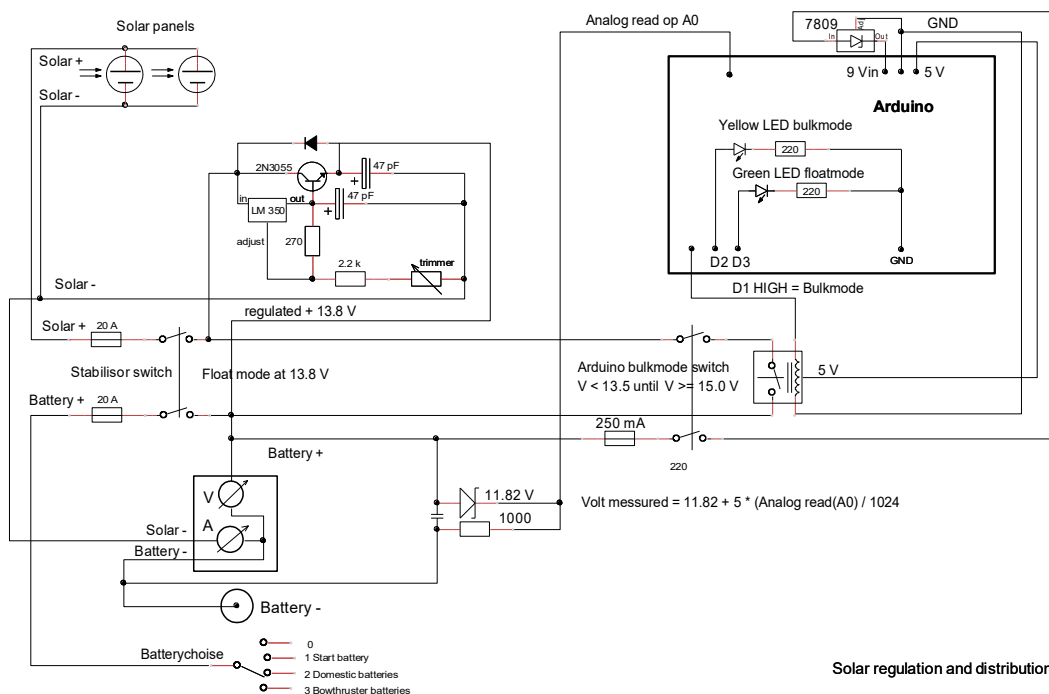 Solar panels
Solar +
Solar -
Analog read op A0
7809
Adj
In
Out
GND
9 Vin
5 V
Arduino
Yellow LED bulkmode
220
Green LED floatmode
220
D2 D3
GND
D1 HIGH = Bulkmode
2N3055
47 pF
+
47 pF
+
in
out
LM 350
adjust
270
2.2 k
trimmer
Solar -
regulated + 13.8 V
Solar +
20 A
Stabilisor switch
Float mode at 13.8 V
Arduino bulkmode switch
V < 13.5 until V >= 15.0 V
5 V
Battery +
20 A
250 mA
220
Battery +
V
A
Solar -
Battery -
11.82 V
1000
Volt messured = 11.82 + 5 * (Analog read(A0) / 1024
Battery -
Batterychoise
0
1 Start battery
2 Domestic batteries
3 Bowthruster batteries
Solar regulation and distribution